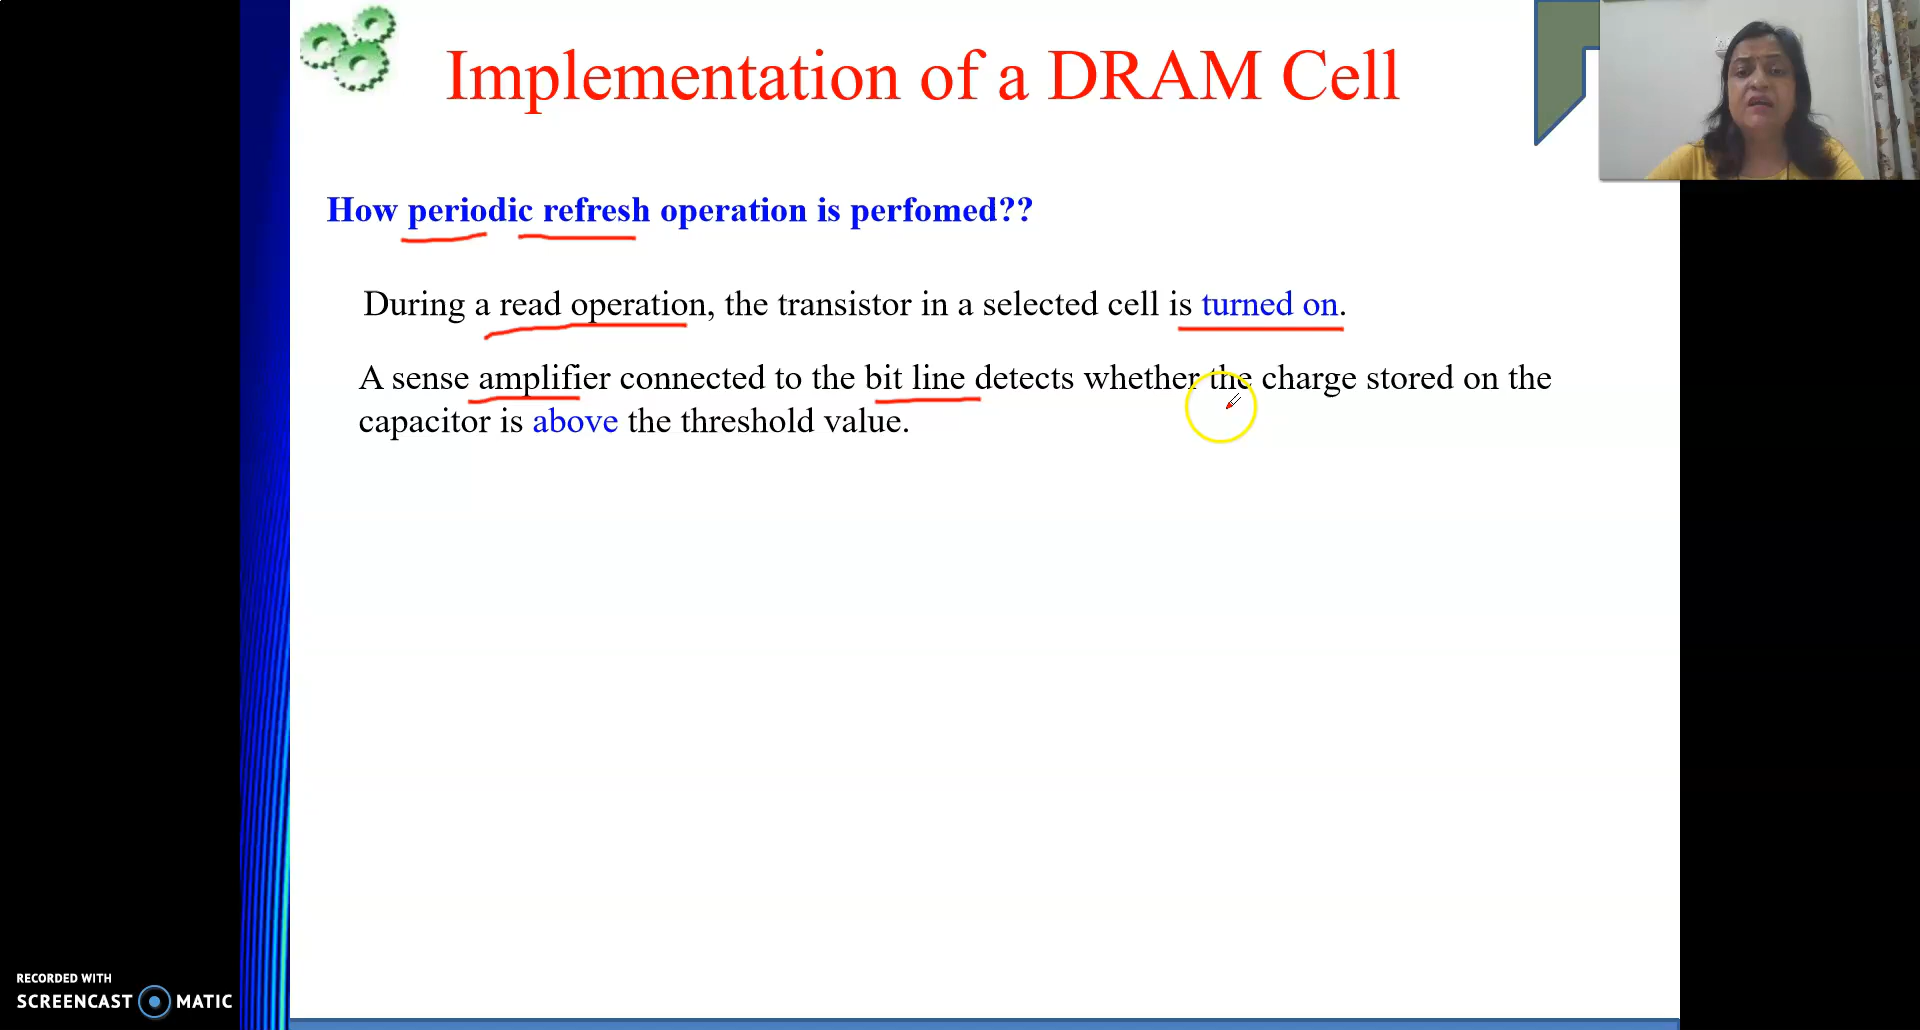 Implementation of a DRAM Cell
How periodic refresh operation is perfomed??
During a read operation, the transistor in a selected cell is turned on.
A sense amplifier connected to the bit line detects whether the charge stored on the
capacitor is above the threshold value.
RECORDED WITH
SCREENCAST MATIC